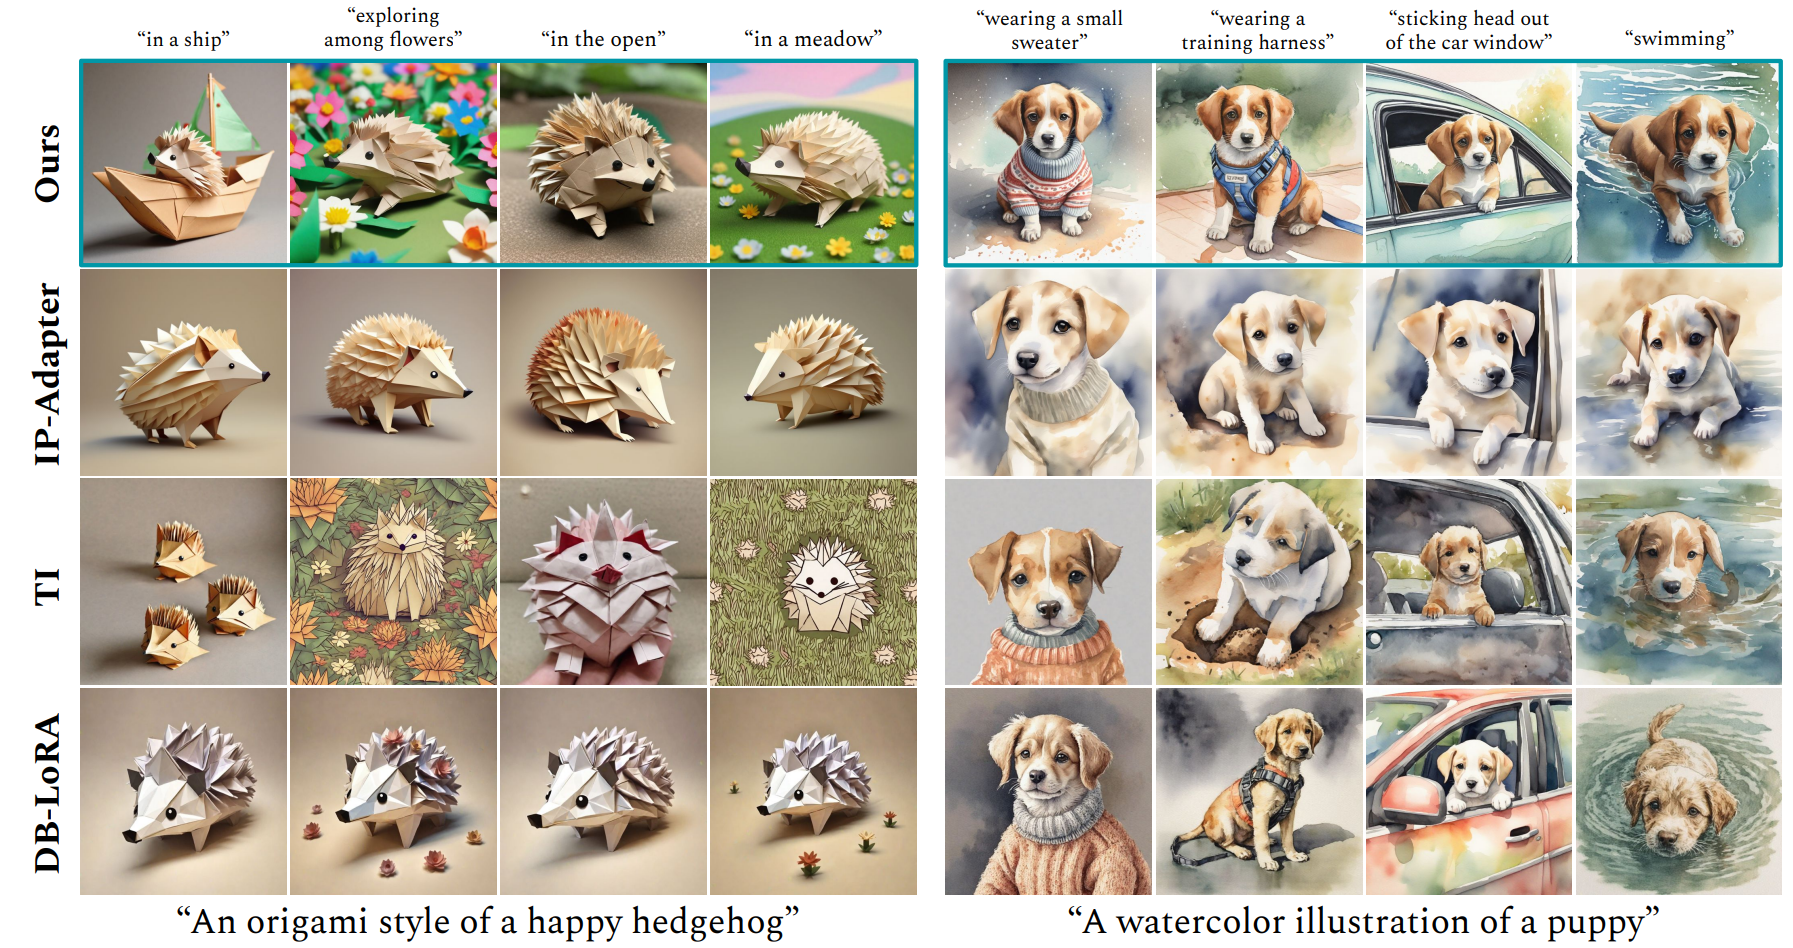 “in a ship”
“exploring
among flowers”
“in the open”
“in a meadow”
“wearing a small
sweater”
“wearing a
training harness”
“sticking head out
of the car window”
“swimming”
Ours
IP-Adapter
TI
DB-LoRA
“An origami style of a happy hedgehog”
“A watercolor illustration of a puppy”